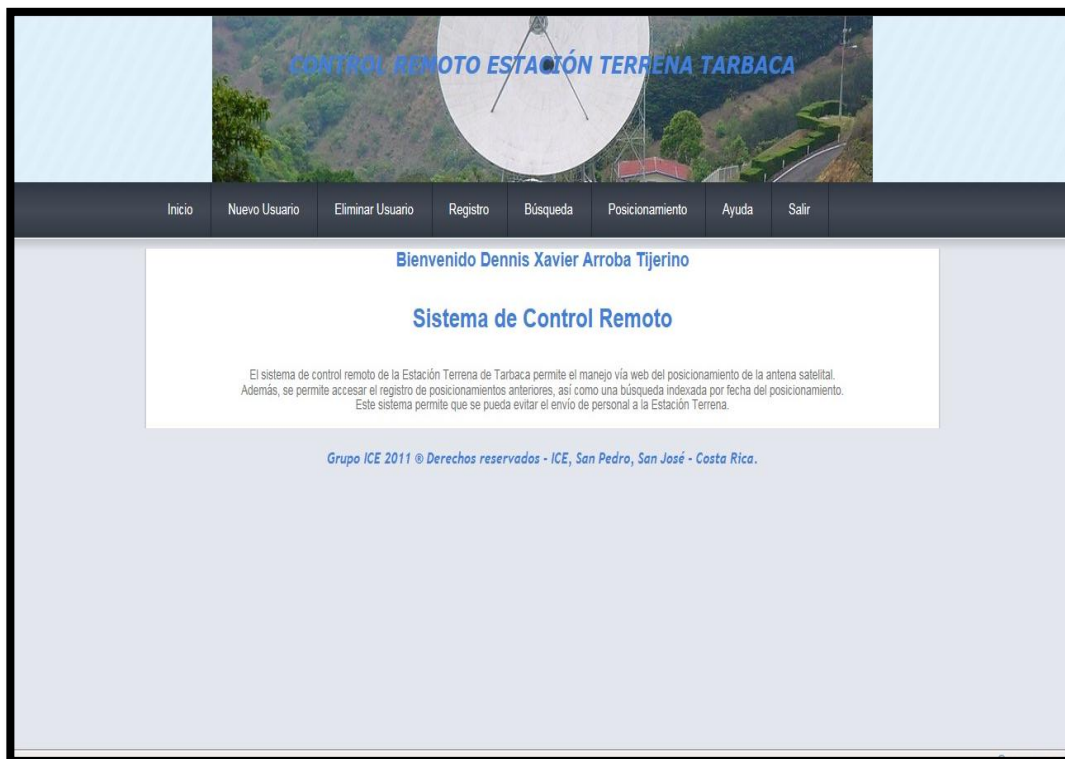 CONTROL REMOTO ESTACIÓN TERRENA TARBACA
Inicio Nuevo Usuario Eliminar Usuario Registro Búsqueda Posicionamiento Ayuda Salir
Bienvenido Dennis Xavier Arroba Tijerino
Sistema de Control Remoto
El sistema de control remoto de la Estación Terrena de Tarbaca permite el manejo vía web del posicionamiento de la antena satelital.
Además, se permite accesar el registro de posicionamientos anteriores, así como una búsqueda indexada por fecha del posicionamiento.
Este sistema permite que se pueda evitar el envío de personal a la Estación Terrena.
Grupo ICE 2011 ® Derechos reservados - ICE, San Pedro, San José - Costa Rica.